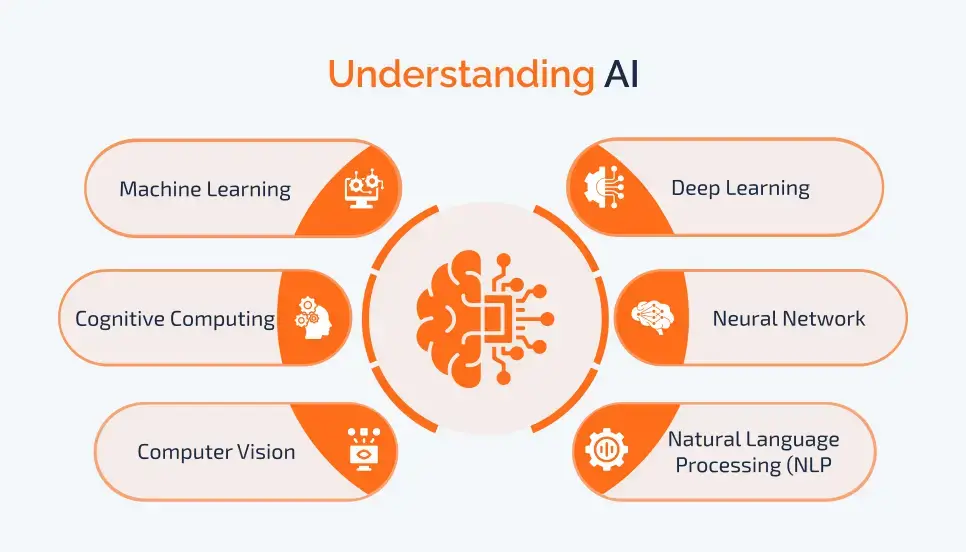 Understanding AI
Machine Learning
Deep Learning
Cognitive Computing
Neural Network
Computer Vision
Natural Language
Processing (NLP